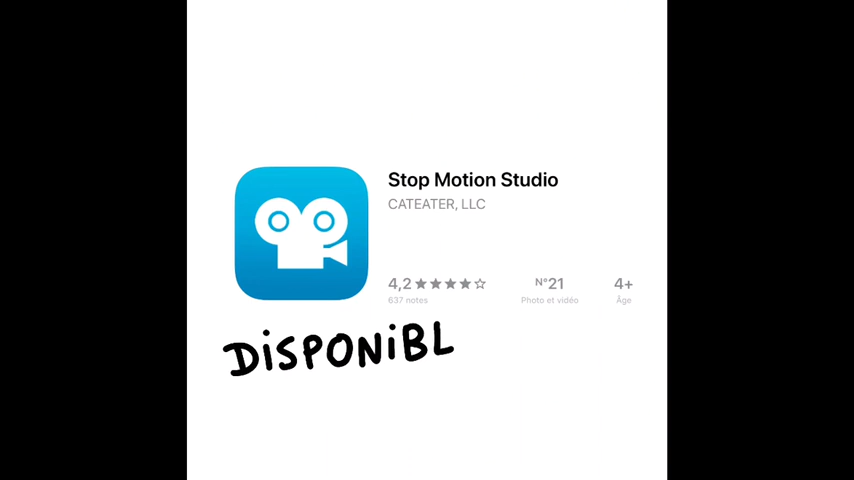 Stop Motion Studio
CATEATER, LLC
4,2★★★★☆ N°21 4+
637 notes Photo et vidéo Âge
DiSPONiBL